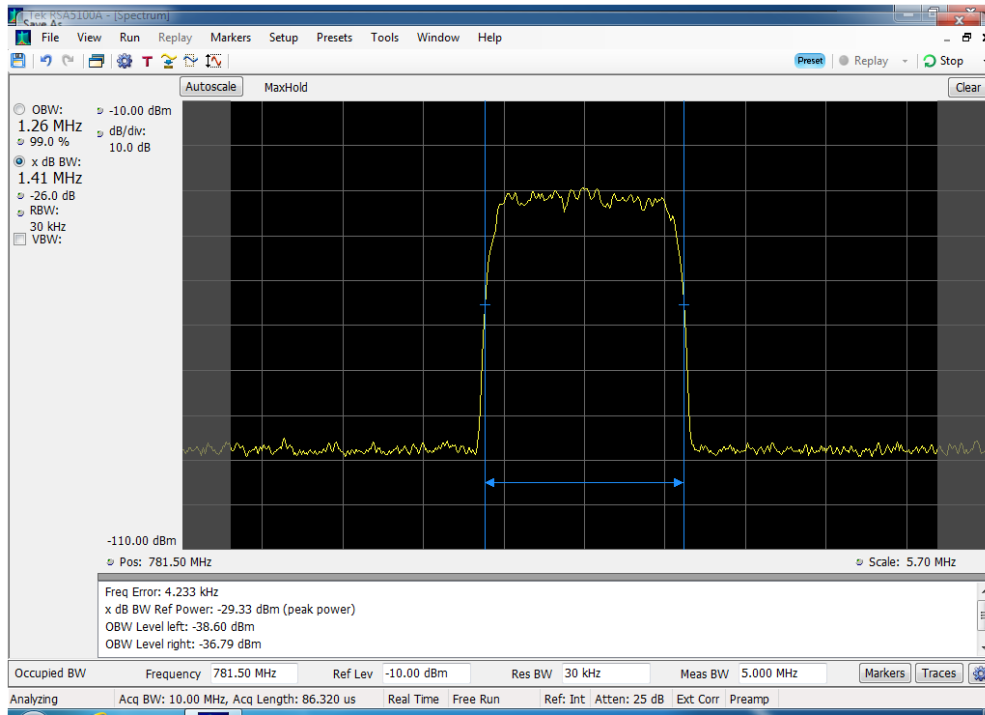 Tek RSA5100A - [Spectrum]
Save As
File View Run Replay Markers Setup Presets Tools Window Help
T Preset Replay Stop
Autoscale MaxHold Clear
OBW:
1.26 MHz
99.0 %
x dB BW:
1.41 MHz
-26.0 dB
RBW:
30 kHz
VBW:
-10.00 dBm
dB/div:
10.0 dB
-110.00 dBm
Pos: 781.50 MHz Scale: 5.70 MHz
Freq Error: 4.233 kHz
x dB BW Ref Power: -29.33 dBm (peak power)
OBW Level left: -38.60 dBm
OBW Level right: -36.79 dBm
Occupied BW Frequency 781.50 MHz Ref Lev -10.00 dBm Res BW 30 kHz Meas BW 5.000 MHz Markers Traces
Analyzing Acq BW: 10.00 MHz, Acq Length: 86.320 us Real Time Free Run Ref: Int Atten: 25 dB Ext Corr Preamp